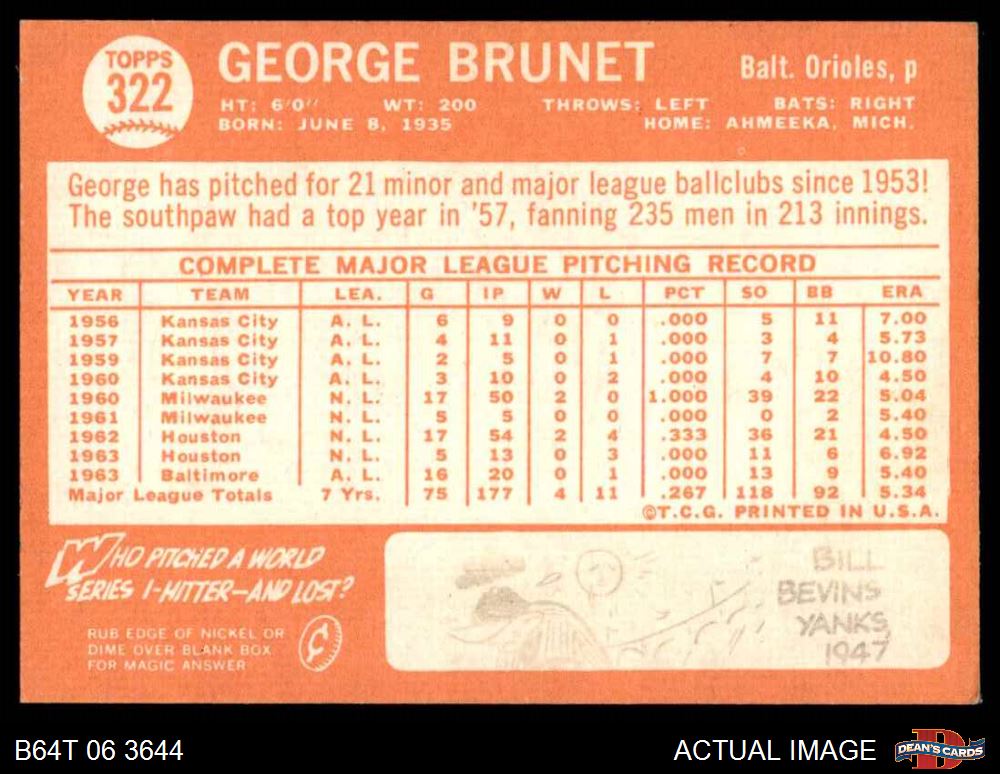 TOPPS
322
GEORGE BRUNET
Balt. Orioles, p
HT: 6'0" WT: 200 THROWS: LEFT BATS: RIGHT
BORN: JUNE 8, 1935 HOME: AHMEEKA, MICH.
George has pitched for 21 minor and major league ballclubs since 1953!
The southpaw had a top year in '57, fanning 235 men in 213 innings.
COMPLETE MAJOR LEAGUE PITCHING RECORD
YEAR TEAM LEA. G IP W L PCT SO BB ERA
1956 Kansas City A. L. 6 9 0 0 .000 5 11 7.00
1957 Kansas City A. L. 4 11 0 1 .000 3 4 5.73
1959 Kansas City A. L. 2 5 0 1 .000 7 7 10.80
1960 Kansas City A. L. 3 10 0 2 .000 4 10 4.50
1960 Milwaukee N. L. 17 50 2 0 1.000 39 22 5.04
1961 Milwaukee N. L. 5 5 0 0 .000 0 2 5.40
1962 Houston N. L. 17 54 2 4 .333 36 21 4.50
1963 Houston N. L. 5 13 0 3 .000 11 6 6.92
1963 Baltimore A. L. 16 20 0 1 .000 13 9 5.40
Major League Totals 7 Yrs. 75 177 4 11 .267 118 92 5.34
©T.C.G. PRINTED IN U.S.A.
WHO PITCHED A WORLD
SERIES 1-HITTER—AND LOST?
RUB EDGE OF NICKEL OR
DIME OVER BLANK BOX
FOR MAGIC ANSWER
¢
BILL
BEVINS
YANKS
1947
B64T 06 3644
ACTUAL IMAGE
D
DEAN'S CARDS